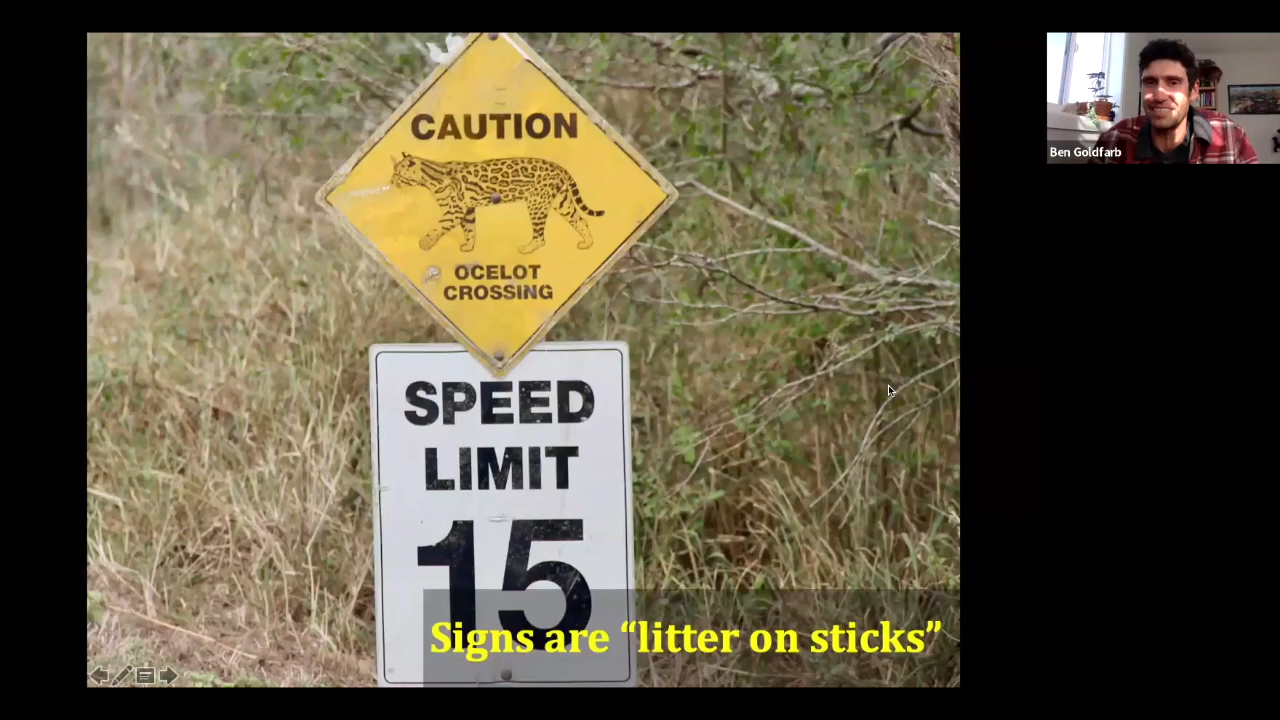 CAUTION
OCELOT
CROSSING
SPEED
LIMIT
15
Signs are “litter on sticks”
Ben Goldfarb